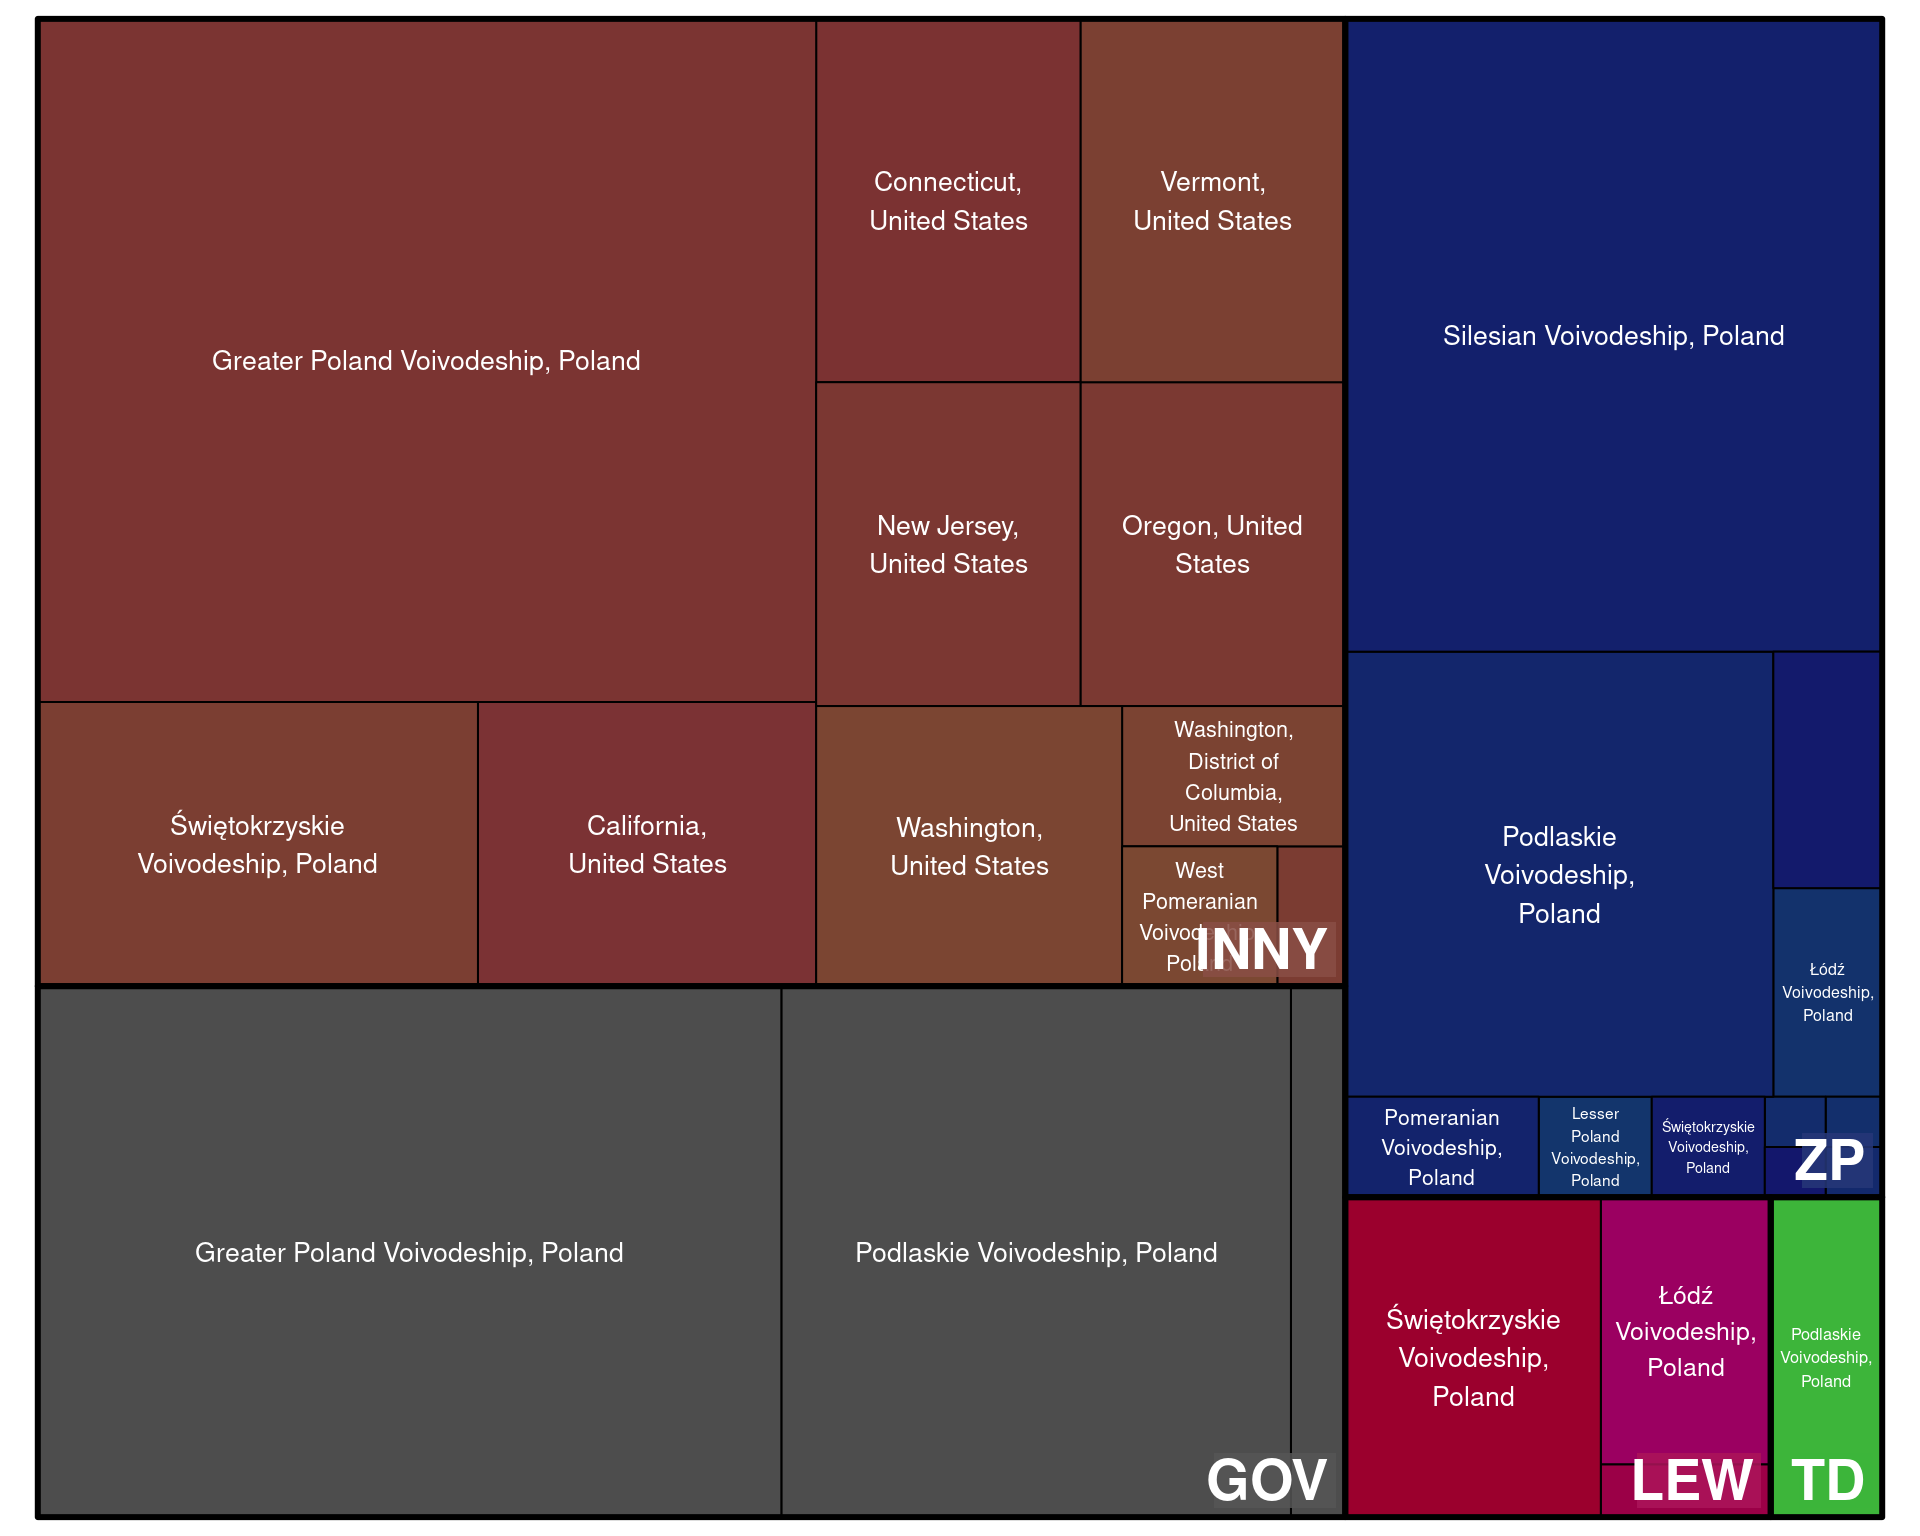 Greater Poland Voivodeship, Poland
Connecticut,
United States
Vermont,
United States
New Jersey,
United States
Oregon, United
States
Świętokrzyskie
Voivodeship, Poland
California,
United States
Washington,
United States
Washington,
District of
Columbia,
United States
West
Pomeranian
INNY
Greater Poland Voivodeship, Poland
Podlaskie Voivodeship, Poland
GOV
Silesian Voivodeship, Poland
Podlaskie
Voivodeship,
Poland
Łódź
Voivodeship,
Poland
Pomeranian
Voivodeship,
Poland
Lesser
Poland
Voivodeship,
Poland
Świętokrzyskie
Voivodeship,
Poland
ZP
Świętokrzyskie
Voivodeship,
Poland
Łódź
Voivodeship,
Poland
LEW
Podlaskie
Voivodeship,
Poland
TD